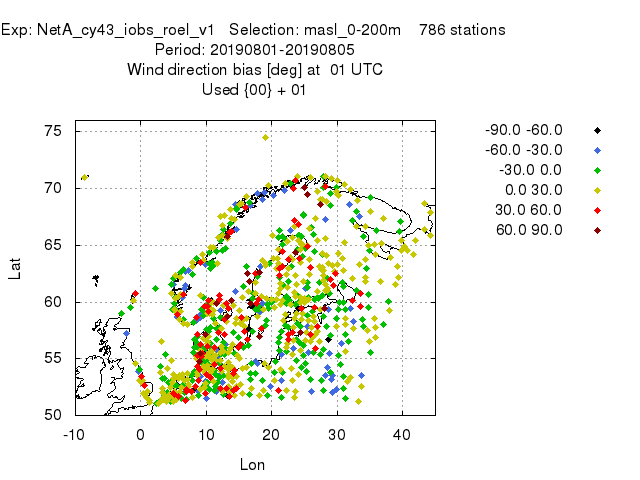 Exp: NetA_cy43_iobs_roel_v1 Selection: masl_0-200m 786 stations
Period: 20190801-20190805
Wind direction bias [deg] at 01 UTC
Used {00} + 01
-90.0 -60.0
-60.0 -30.0
-30.0 0.0
0.0 30.0
30.0 60.0
60.0 90.0
75
70
65
60
55
50
Lat
-10 0 10 20 30 40
Lon